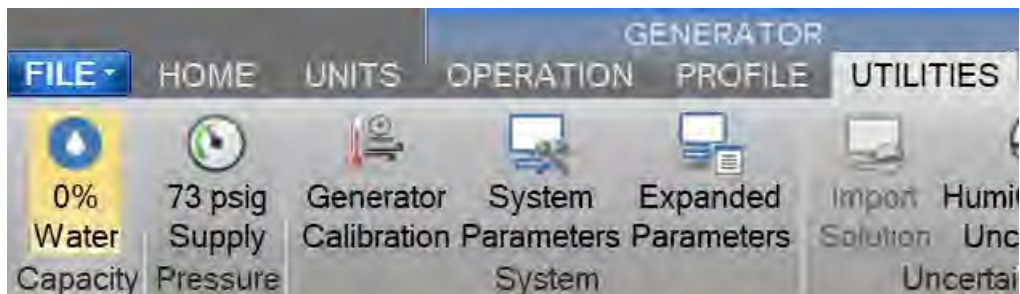 GENERATOR
FILE HOME UNITS OPERATION PROFILE UTILITIES
0% Water
73 psig Supply
Generator Calibration
System Parameters
Expanded Parameters
Import Solution
Capacity Pressure System